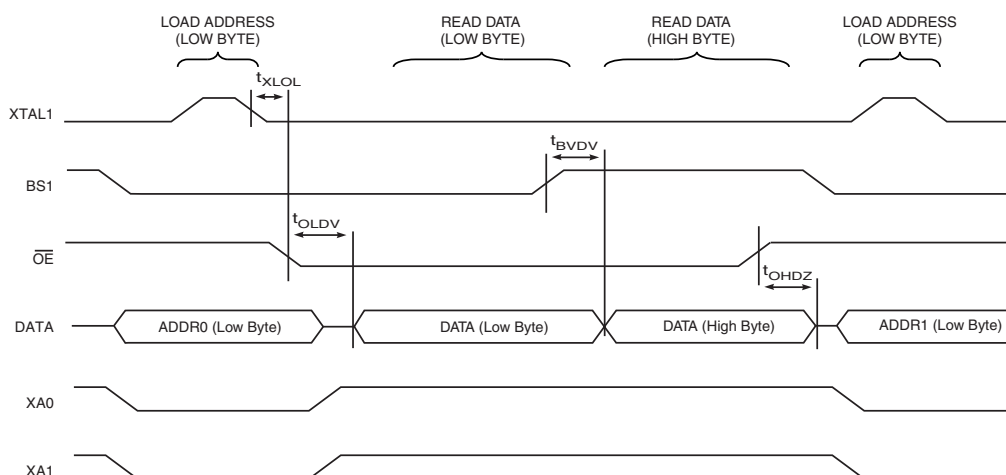 LOAD ADDRESS
(LOW BYTE)
READ DATA
(LOW BYTE)
READ DATA
(HIGH BYTE)
LOAD ADDRESS
(LOW BYTE)
tXLOL
XTAL1
tBVDV
BS1
tOLDV
OE
tOHDZ
DATA
ADDR0 (Low Byte)
DATA (Low Byte)
DATA (High Byte)
ADDR1 (Low Byte)
XA0
XA1